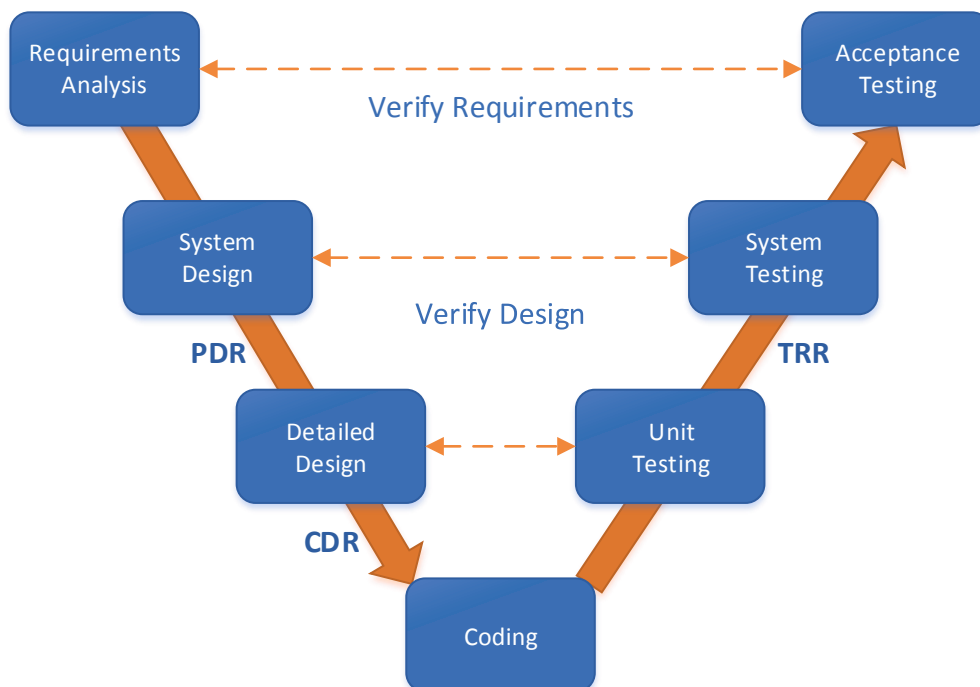 Requirements
Analysis
Acceptance
Testing
Verify Requirements
System
Design
System
Testing
Verify Design
PDR
TRR
Detailed
Design
Unit
Testing
CDR
Coding